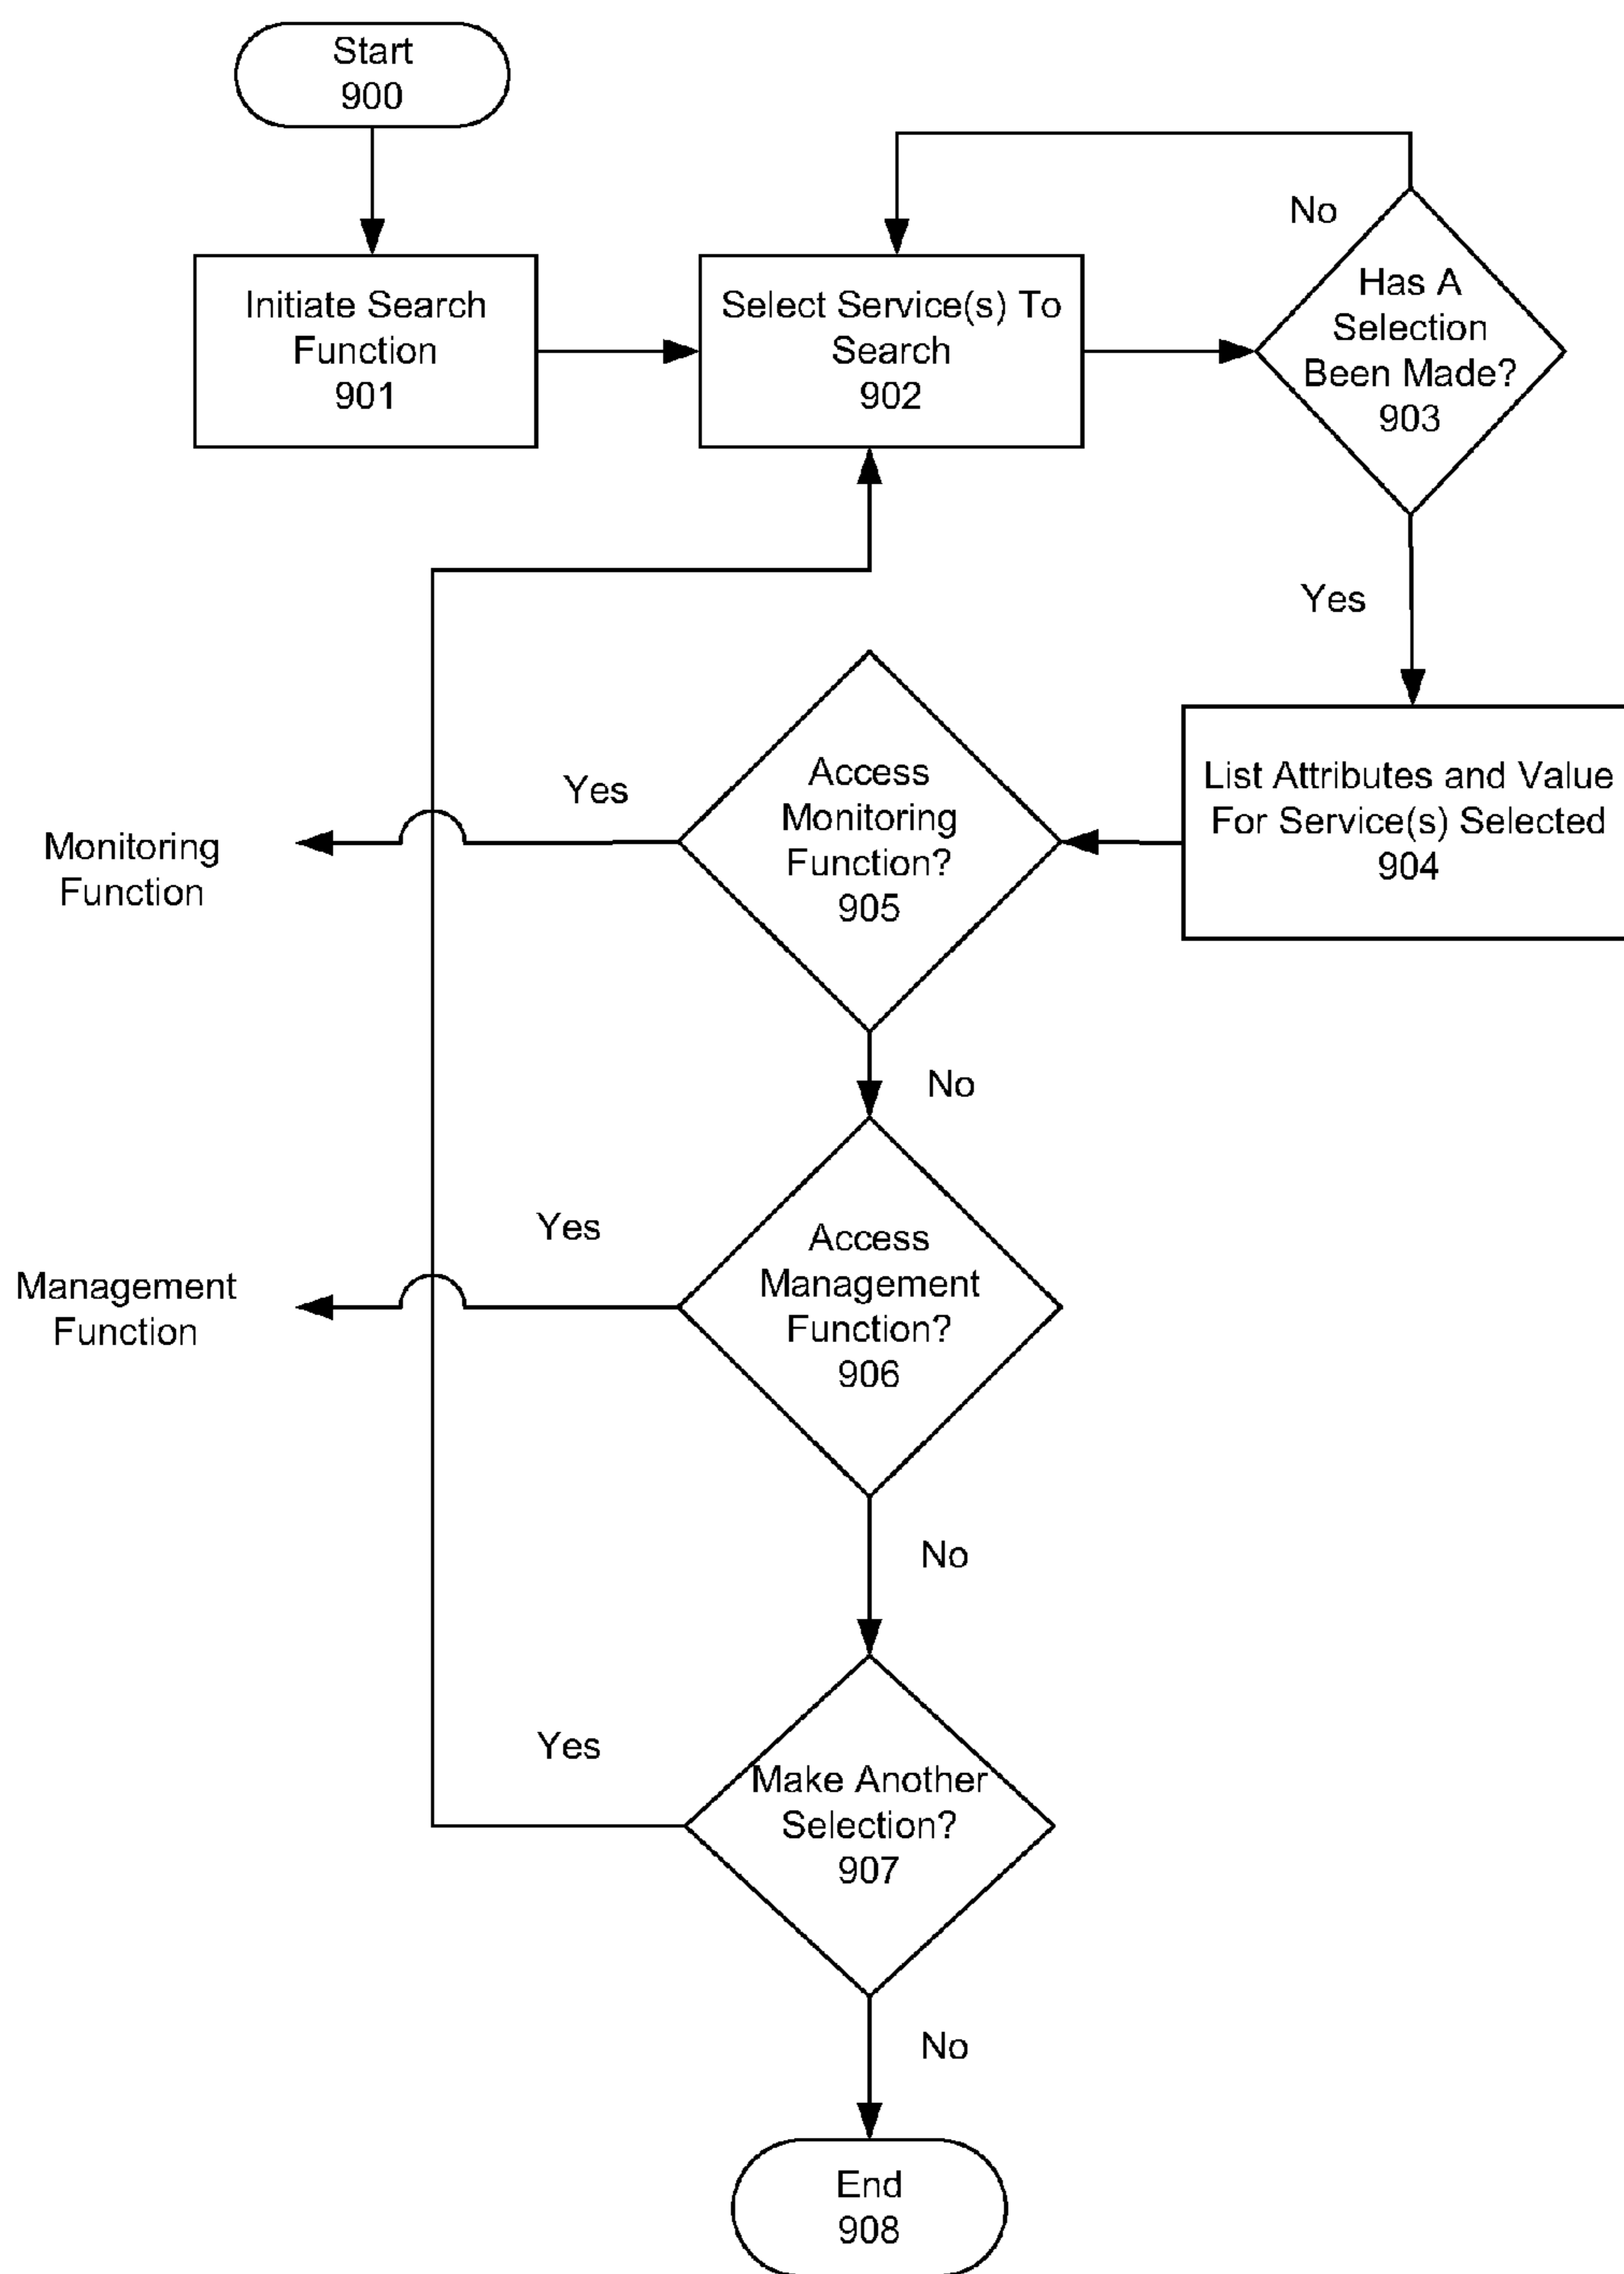 Start
900
Initiate Search
Function
901
Select Service(s) To
Search
902
No
Has A
Selection
Been Made?
903
Yes
List Attributes and Value
For Service(s) Selected
904
Access
Monitoring
Function?
905
Yes
Monitoring
Function
No
Access
Management
Function?
906
Yes
Management
Function
No
Make Another
Selection?
907
Yes
No
End
908